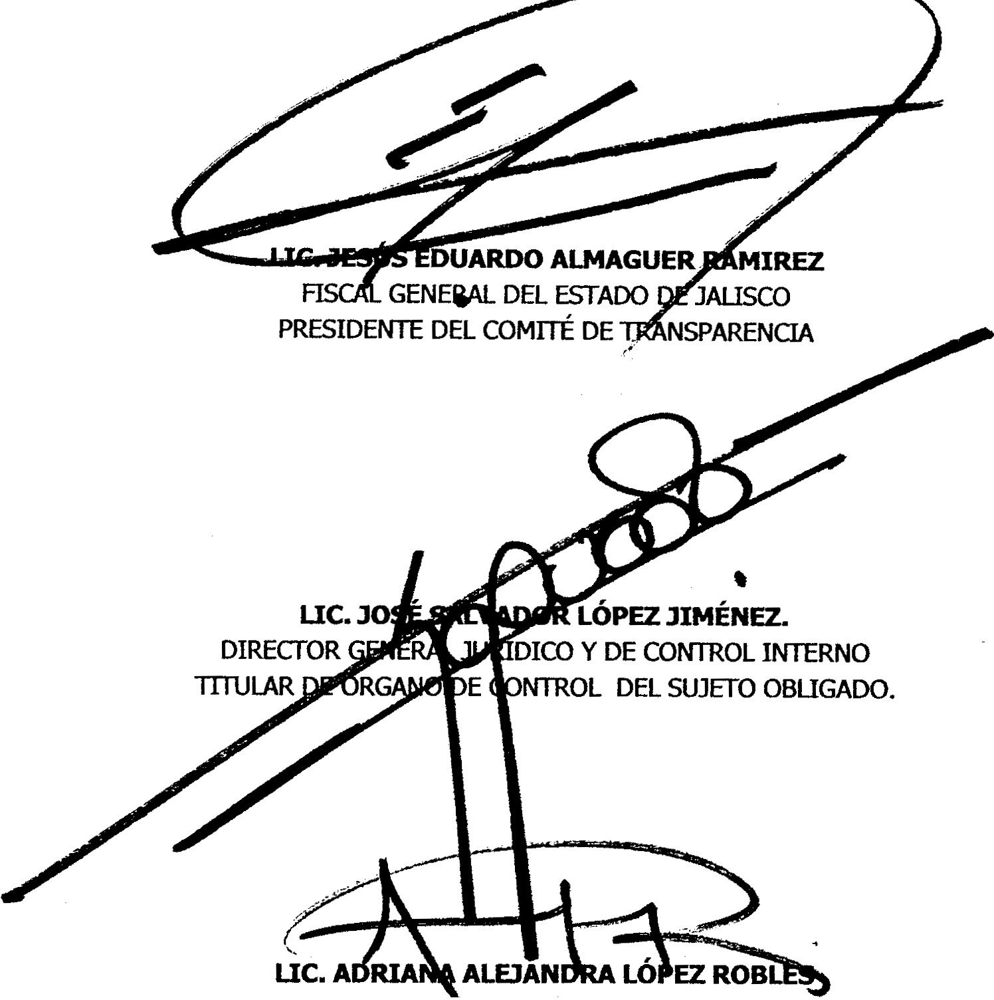 LIC. JESÚS EDUARDO ALMAGUER RAMIREZ
FISCAL GENERAL DEL ESTADO DE JALISCO
PRESIDENTE DEL COMITÉ DE TRANSPARENCIA
LIC. JOSÉ SALVADOR LÓPEZ JIMÉNEZ.
DIRECTOR GENERAL JURIDICO Y DE CONTROL INTERNO
TITULAR DE ORGANO DE CONTROL DEL SUJETO OBLIGADO.
LIC. ADRIANA ALEJANDRA LÓPEZ ROBLES